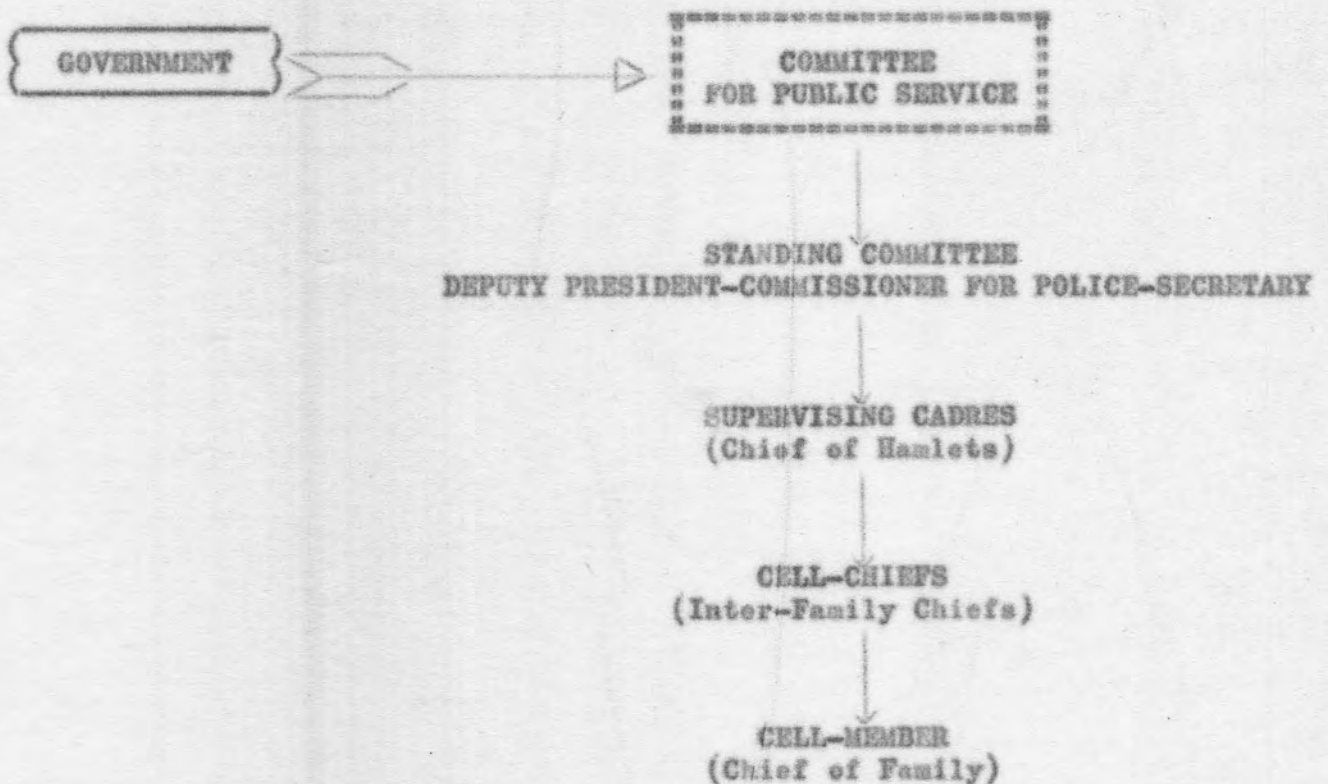 GOVERNMENT
COMMITTEE
FOR PUBLIC SERVICE
STANDING COMMITTEE
DEPUTY PRESIDENT-COMMISSIONER FOR POLICE-SECRETARY
SUPERVISING CADRES
(Chief of Hamlets)
CELL-CHIEFS
(Inter-Family Chiefs)
CELL-MEMBER
(Chief of Family)